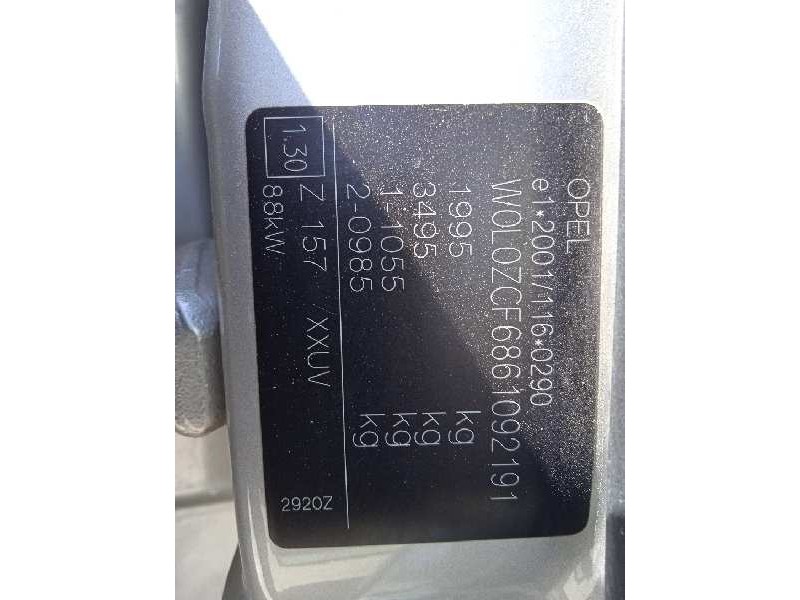 OPEL
e1*2001/116*0290
W0L0ZCF6861092191
1995 kg
3495 kg
1-1055 kg
2-0985 kg
1.30 Z 157 XXUV
88kW 2920Z